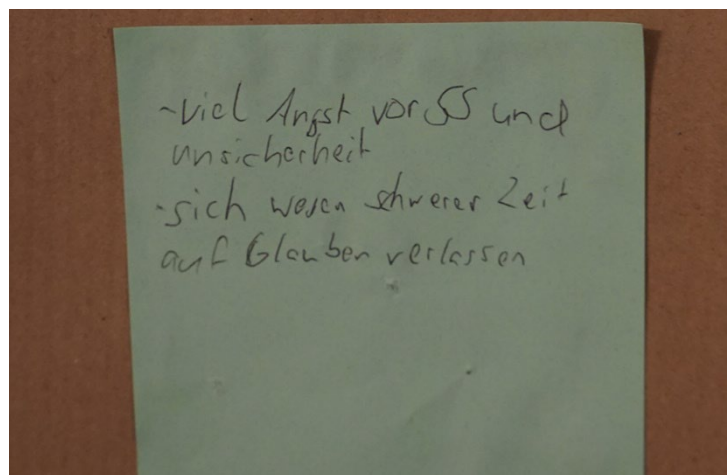 -viel Angst vor SS und
unsicherheit
-sich wegen schwerer Zeit
auf Glauben verlassen